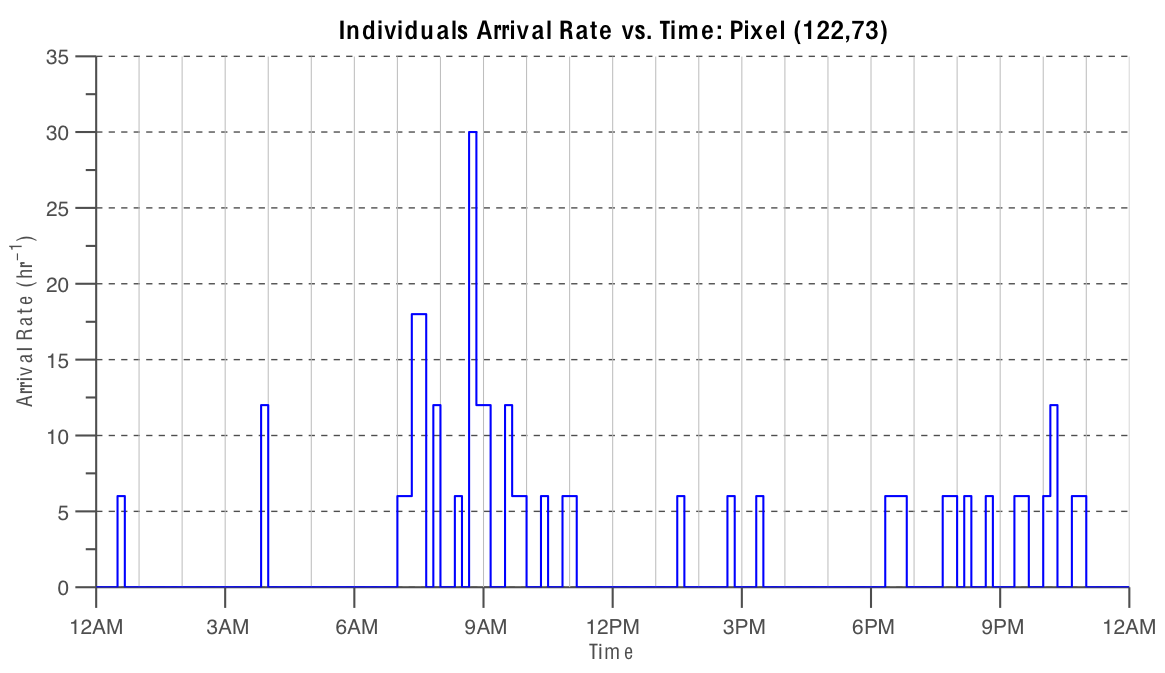 Individuals Arrival Rate vs. Time: Pixel (122,73)
35
30
25
20
15
10
5
0
Arrival Rate (hr⁻¹)
12AM 3AM 6AM 9AM 12PM 3PM 6PM 9PM 12AM
Time